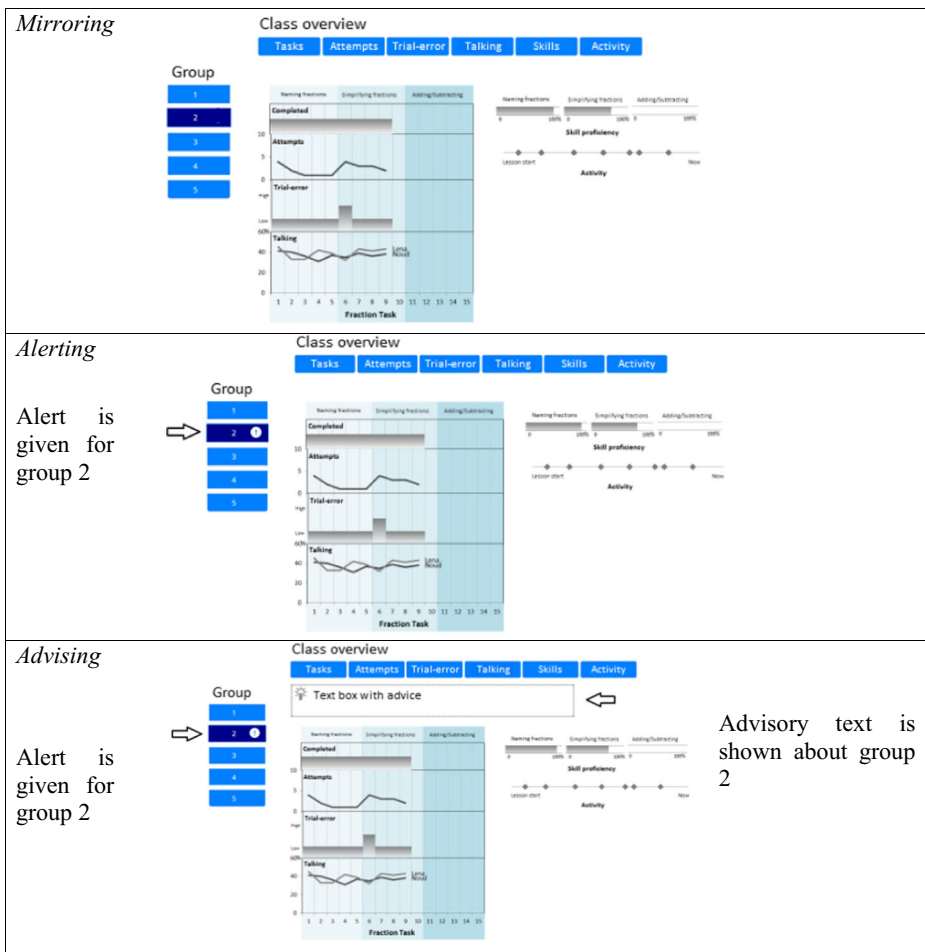 Mirroring
Class overview
Tasks Attempts Trial-error Talking Skills Activity
Group
1
2
3
4
5
Naming fractions Simplifying fractions Adding/Subtracting
Completed
10
Attempts
5
0
Trial-error
High
Low
60%
Talking
40
20
0
Lena
Noud
1 2 3 4 5 6 7 8 9 10 11 12 13 14 15
Fraction Task
Naming fractions Simplifying fractions Adding/Subtracting
0 100% 100% 0 100%
Skill proficiency
Lesson start Now
Activity
Alerting
Alert is
given for
group 2
Class overview
Tasks Attempts Trial-error Talking Skills Activity
Group
1
2 !
3
4
5
Naming fractions Simplifying fractions Adding/Subtracting
Completed
10
Attempts
5
0
Trial-error
High
Low
60%
Talking
40
20
0
Lena
Noud
1 2 3 4 5 6 7 8 9 10 11 12 13 14 15
Fraction Task
Naming fractions Simplifying fractions Adding/Subtracting
0 100% 0 100% 0 100%
Skill proficiency
Lesson start Now
Activity
Advising
Alert is
given for
group 2
Class overview
Tasks Attempts Trial-error Talking Skills Activity
Text box with advice
Group
1
2 !
3
4
5
Naming fractions Simplifying fractions Adding/Subtracting
Completed
10
Attempts
5
0
Trial-error
High
Low
60%
Talking
40
20
0
Lena
Noud
1 2 3 4 5 6 7 8 9 10 11 12 13 14 15
Fraction Task
Naming fractions Simplifying fractions Adding/Subtracting
0 100% 0 100% 0 100%
Skill proficiency
Lesson start Now
Activity
Advisory text is
shown about group
2